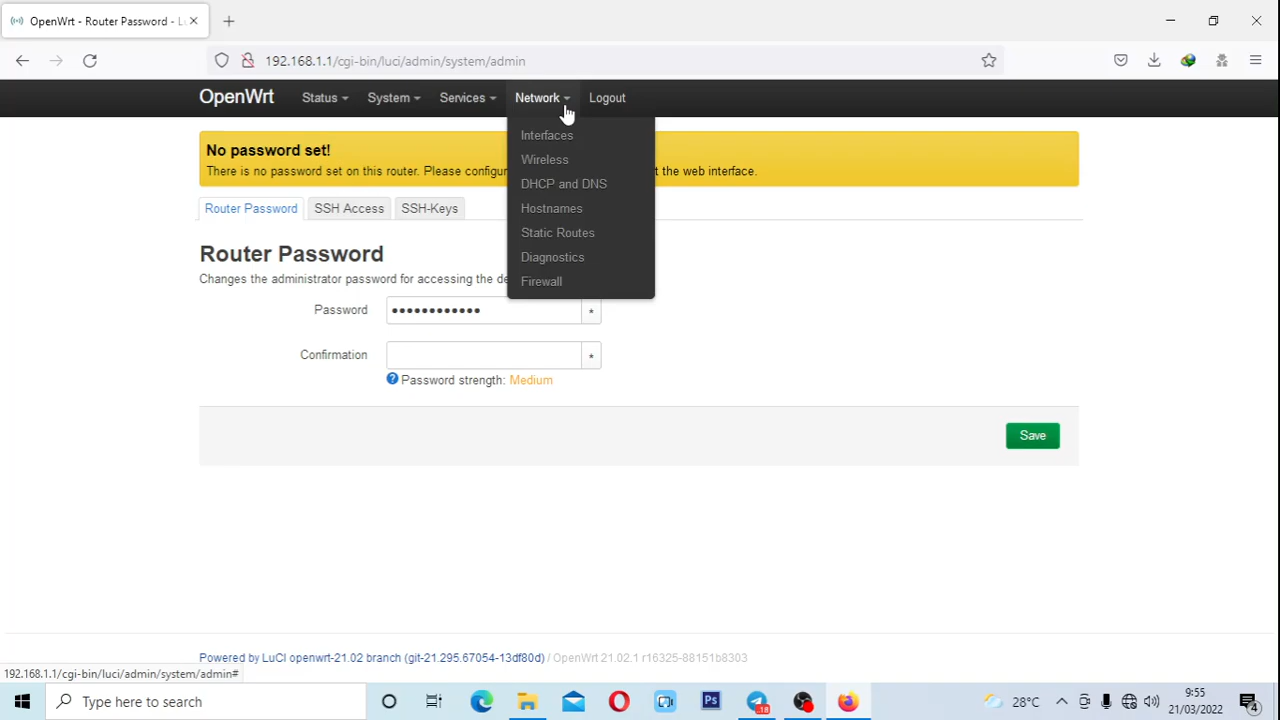 OpenWrt - Router Password - L
192.168.1.1/cgi-bin/luci/admin/system/admin
OpenWrt Status System Services Network Logout
Interfaces
Wireless
DHCP and DNS
Hostnames
Static Routes
Diagnostics
Firewall
No password set!
There is no password set on this router. Please configu t the web interface.
Router Password SSH Access SSH-Keys
Router Password
Changes the administrator password for accessing the de
Password •••••••••••• *
Confirmation *
? Password strength: Medium
Save
Powered by LuCI openwrt-21.02 branch (git-21.295.67054-13df80d) / OpenWrt 21.02.1 r16325-88151b8303
192.168.1.1/cgi-bin/luci/admin/system/admin#
Type here to search
Ps
18
28°C
9:55
21/03/2022
4